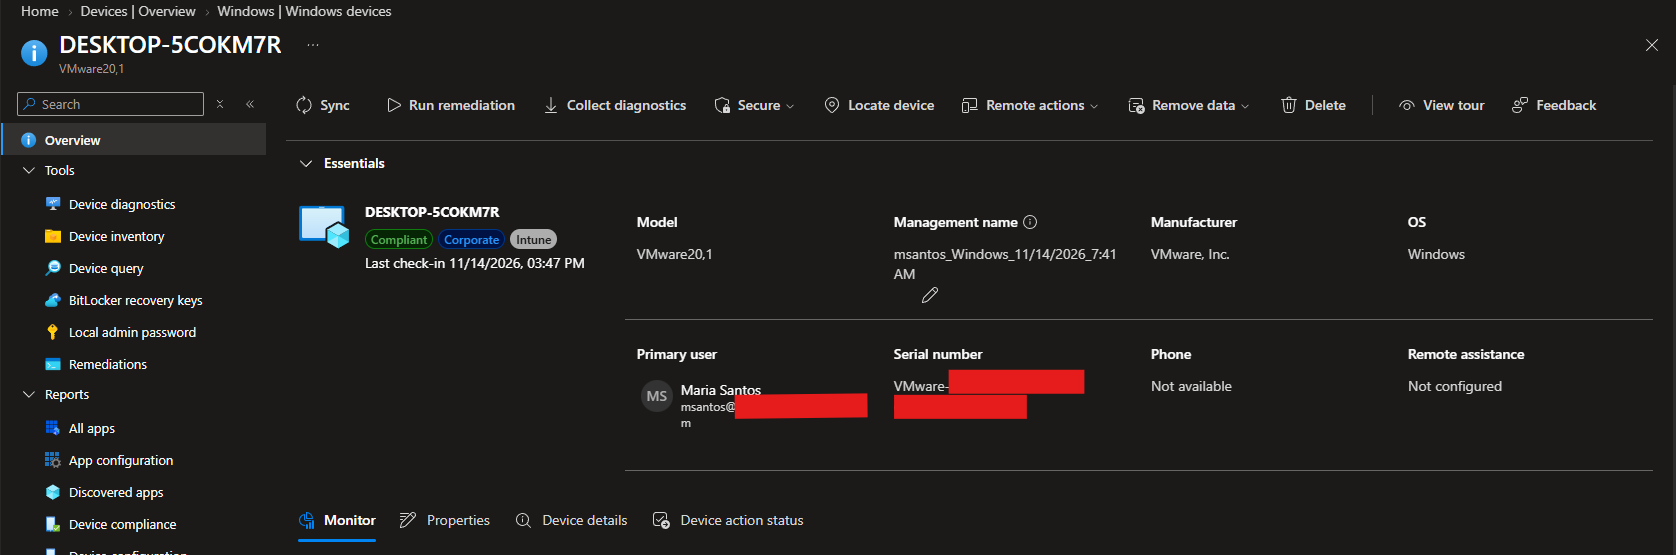 Home > Devices | Overview > Windows | Windows devices
DESKTOP-5COKM7R ...
VMware20,1
Search
Sync
Run remediation
Collect diagnostics
Secure
Locate device
Remote actions
Remove data
Delete
View tour
Feedback
Overview
Tools
Device diagnostics
Device inventory
Device query
BitLocker recovery keys
Local admin password
Remediations
Reports
All apps
App configuration
Discovered apps
Device compliance
Device configuration
Essentials
DESKTOP-5COKM7R
Compliant Corporate Intune
Last check-in 11/14/2026, 03:47 PM
Model
VMware20,1
Management name
msantos_Windows_11/14/2026_7:41
AM
Manufacturer
VMware, Inc.
OS
Windows
Primary user
MS
Maria Santos
msantos@
m
Serial number
VMware-
Phone
Not available
Remote assistance
Not configured
Monitor
Properties
Device details
Device action status